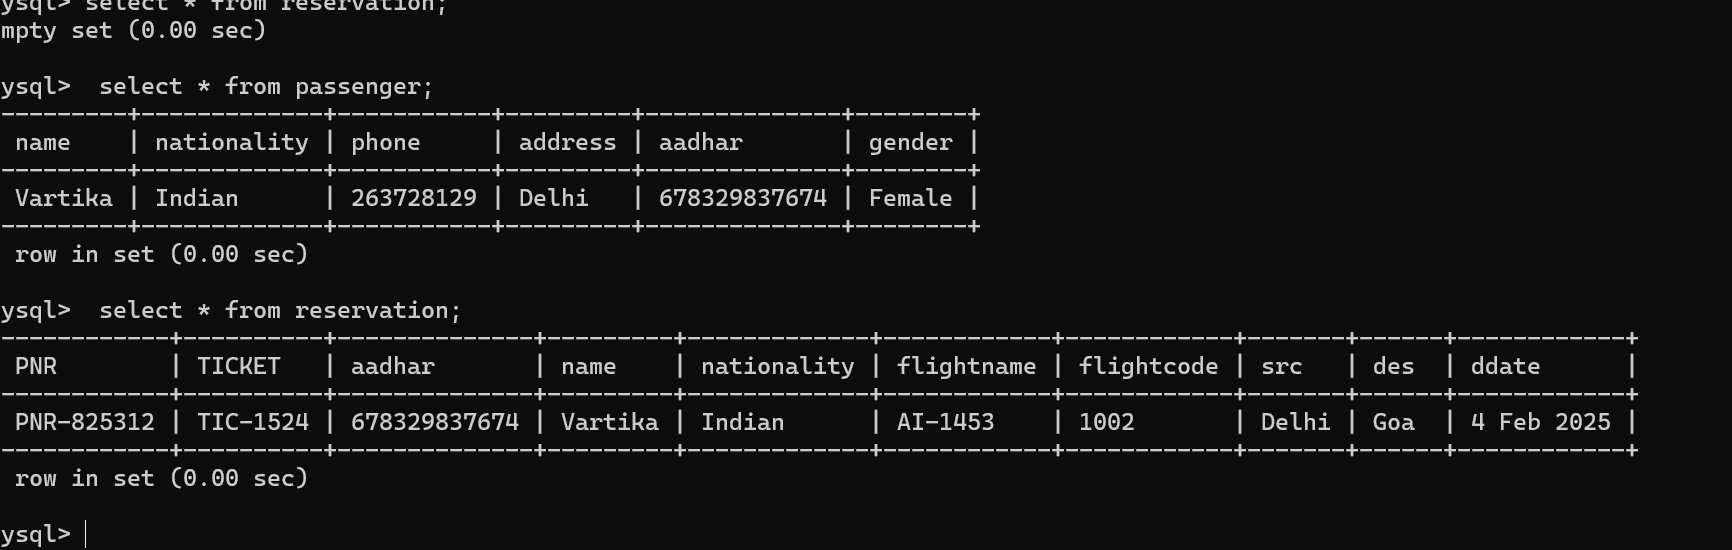 ysql> select * from reservation;
mpty set (0.00 sec)
ysql>  select * from passenger;
---------+-------------+-----------+---------+--------------+--------+
 name    | nationality | phone     | address | aadhar       | gender |
---------+-------------+-----------+---------+--------------+--------+
 Vartika | Indian      | 263728129 | Delhi   | 678329837674 | Female |
---------+-------------+-----------+---------+--------------+--------+
 row in set (0.00 sec)
ysql>  select * from reservation;
------------+----------+--------------+---------+-------------+------------+------------+-------+------+------------+
 PNR        | TICKET   | aadhar       | name    | nationality | flightname | flightcode | src   | des  | ddate      |
------------+----------+--------------+---------+-------------+------------+------------+-------+------+------------+
 PNR-825312 | TIC-1524 | 678329837674 | Vartika | Indian      | AI-1453    | 1002       | Delhi | Goa  | 4 Feb 2025 |
------------+----------+--------------+---------+-------------+------------+------------+-------+------+------------+
 row in set (0.00 sec)
ysql>